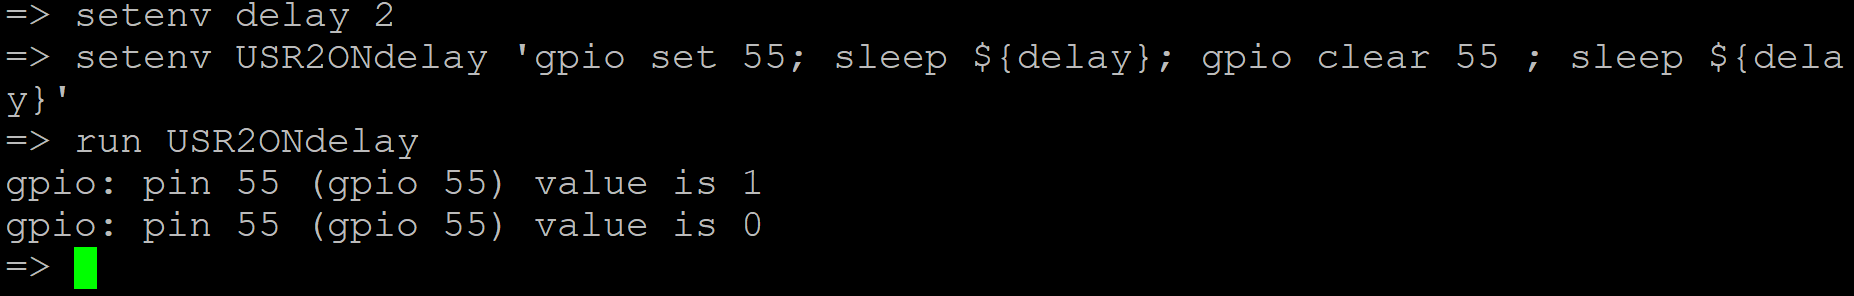 => setenv delay 2
=> setenv USR2ONdelay 'gpio set 55; sleep ${delay}; gpio clear 55 ; sleep ${dela
y}'
=> run USR2ONdelay
gpio: pin 55 (gpio 55) value is 1
gpio: pin 55 (gpio 55) value is 0
=>